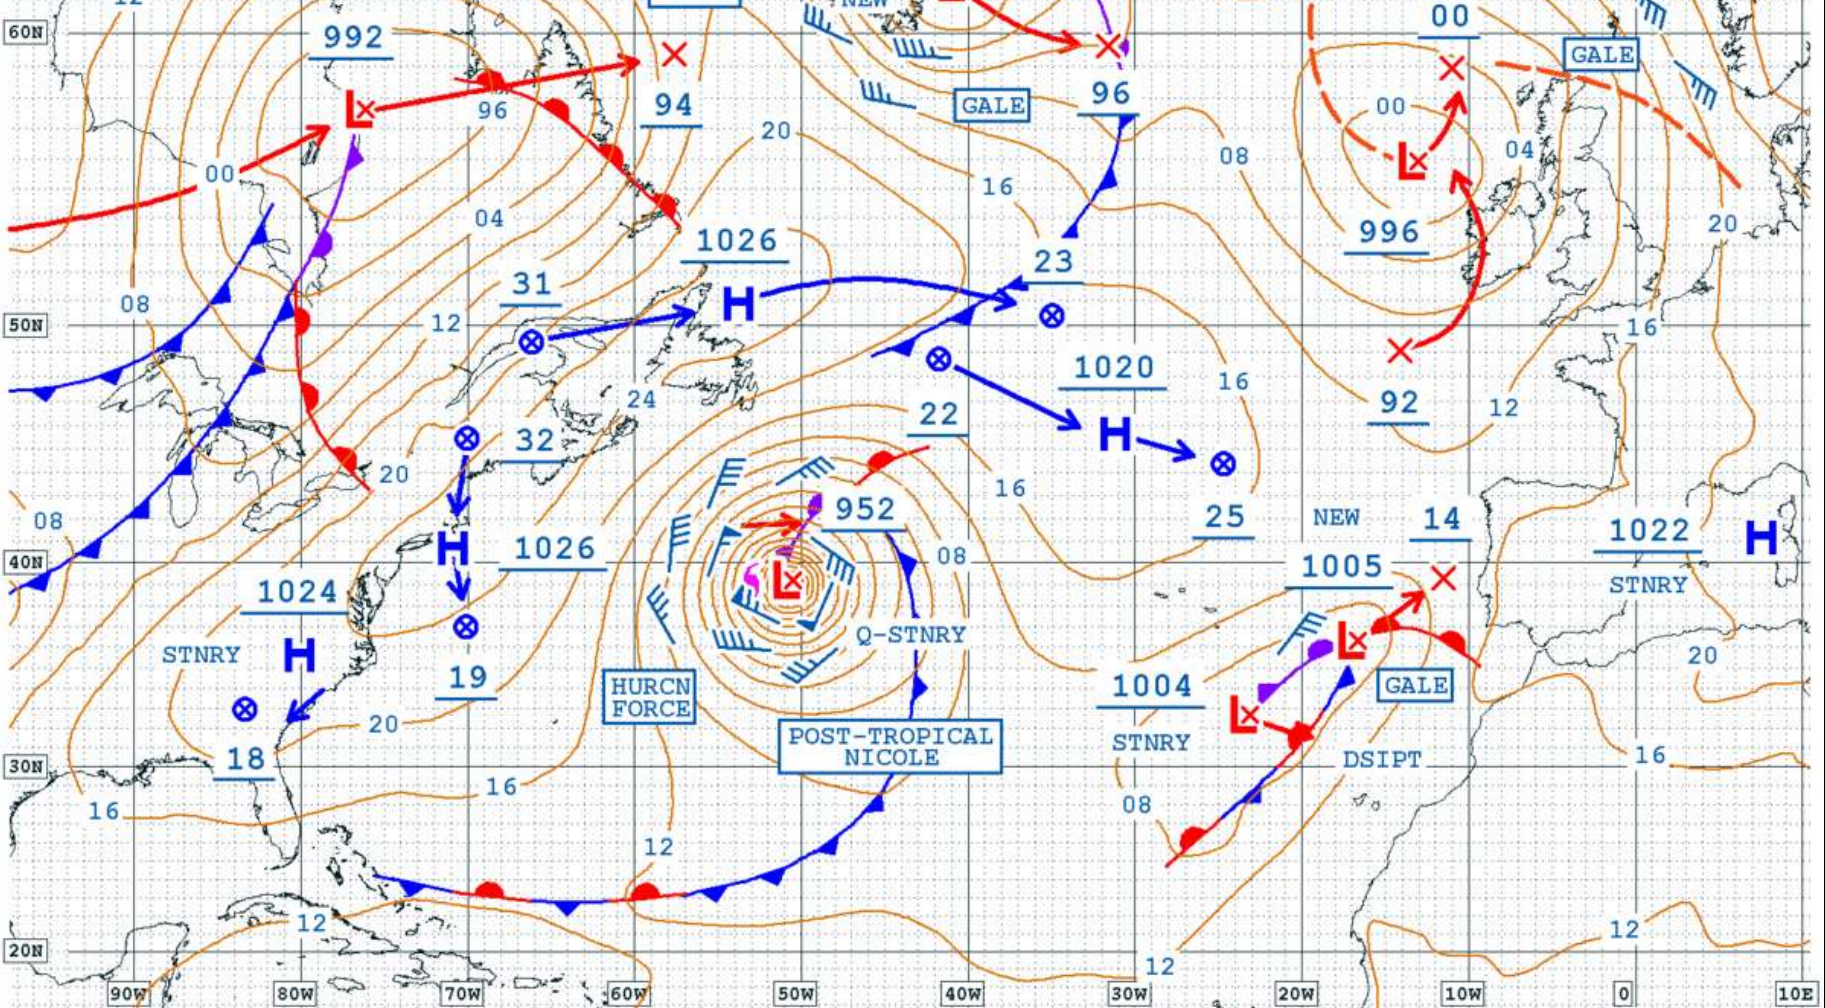 12
NEW
00
60N
992
GALE
96
94
96
GALE
20
00
08
04
00
16
04
996
20
1026
23
31
08
50N
12
16
1020
16
24
92
12
22
32
20
16
08
952
25
NEW
14
1022
H
H
H
H
H
L
L
L
L
L
40N
1026
08
1005
STNRY
1024
Q-STNRY
STNRY
19
HURCN
FORCE
1004
GALE
20
20
POST-TROPICAL
NICOLE
STNRY
DSIPT
16
30N
18
16
16
08
12
12
12
20N
12
90W
80W
70W
60W
50W
40W
30W
20W
10W
0
10E